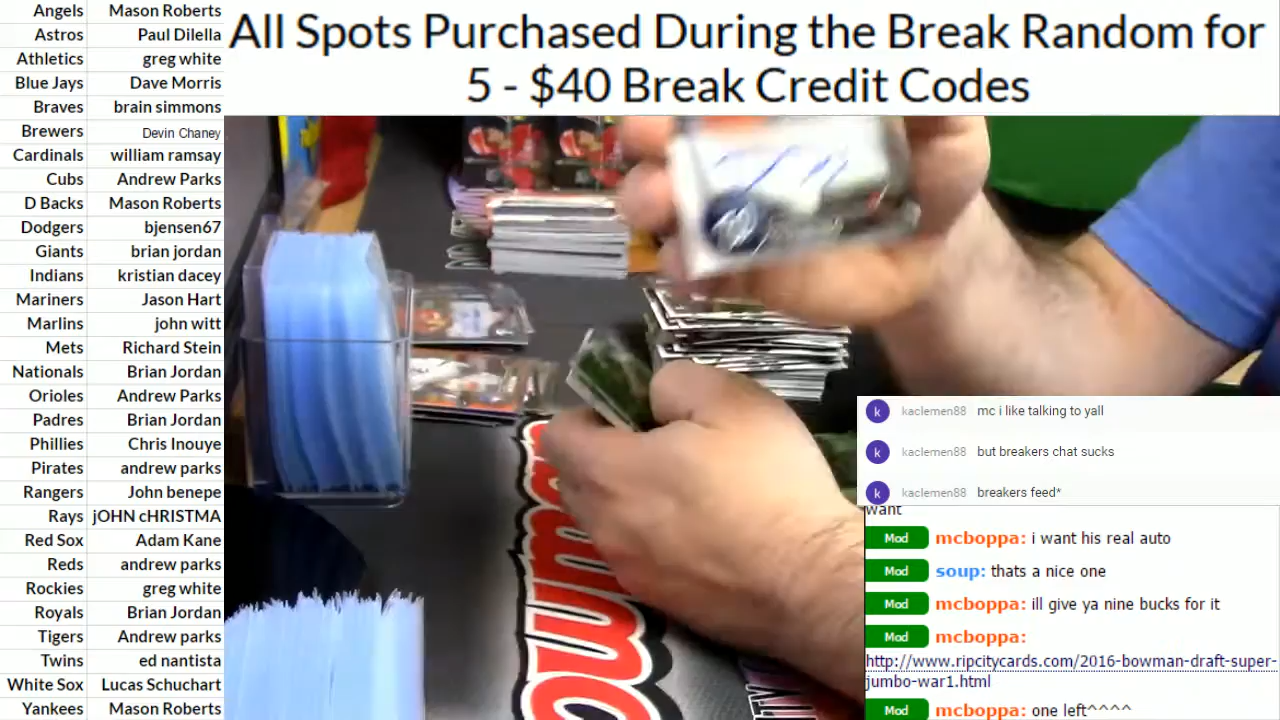 All Spots Purchased During the Break Random for
5 - $40 Break Credit Codes
Angels Mason Roberts
Astros Paul Dilella
Athletics greg white
Blue Jays Dave Morris
Braves brain simmons
Brewers Devin Chaney
Cardinals william ramsay
Cubs Andrew Parks
D Backs Mason Roberts
Dodgers bjensen67
Giants brian jordan
Indians kristian dacey
Mariners Jason Hart
Marlins john witt
Mets Richard Stein
Nationals Brian Jordan
Orioles Andrew Parks
Padres Brian Jordan
Phillies Chris Inouye
Pirates andrew parks
Rangers John benepe
Rays jOHN cHRISTMA
Red Sox Adam Kane
Reds andrew parks
Rockies greg white
Royals Brian Jordan
Tigers Andrew parks
Twins ed nantista
White Sox Lucas Schuchart
Yankees Mason Roberts
k kaclemen88 mc i like talking to yall
k kaclemen88 but breakers chat sucks
k kaclemen88 breakers feed*
want
Mod mcboppa: i want his real auto
Mod soup: thats a nice one
Mod mcboppa: ill give ya nine bucks for it
Mod mcboppa:
http://www.ripcitycards.com/2016-bowman-draft-super-
jumbo-war1.html
Mod mcboppa: one left^^^^